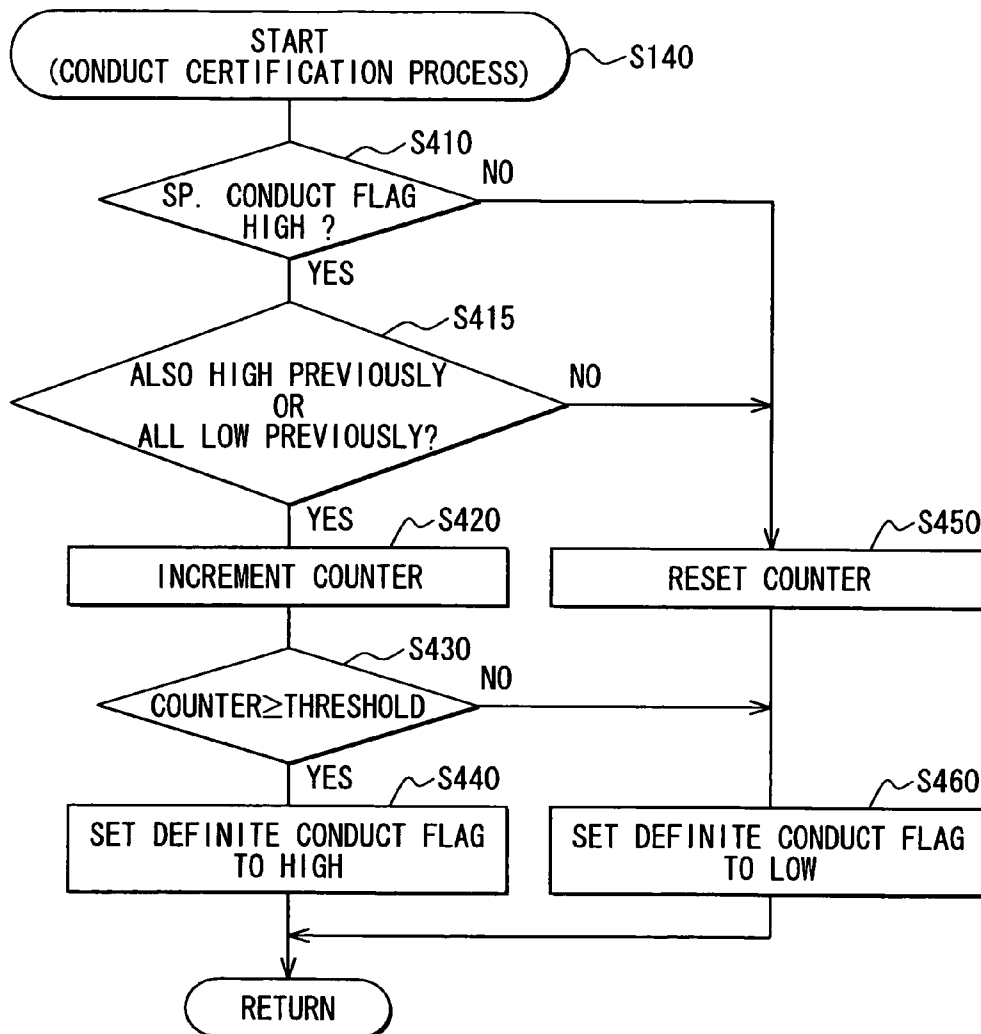 START
(CONDUCT CERTIFICATION PROCESS)
S140
S410
SP. CONDUCT FLAG
HIGH ?
NO
YES
S415
ALSO HIGH PREVIOUSLY
OR
ALL LOW PREVIOUSLY?
NO
YES
S420
INCREMENT COUNTER
S450
RESET COUNTER
S430
COUNTER≥THRESHOLD
NO
YES
S440
SET DEFINITE CONDUCT FLAG
TO HIGH
S460
SET DEFINITE CONDUCT FLAG
TO LOW
RETURN